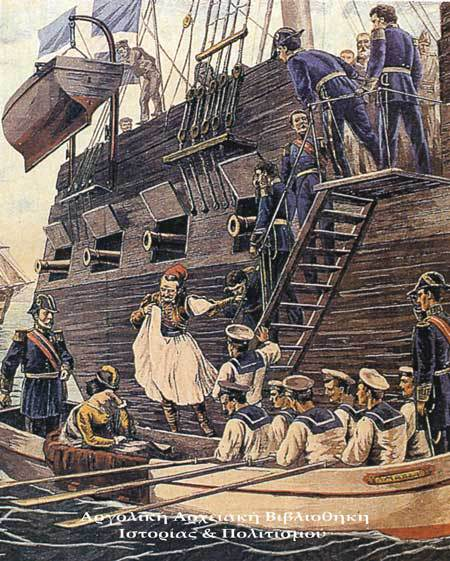 Αργολική Αρχειακή Βιβλιοθήκη
Ιστορίας & Πολιτισμού